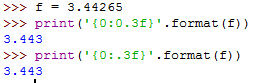 >>> f = 3.44265
>>> print('{0:0.3f}'.format(f))
3.443
>>> print('{0:.3f}'.format(f))
3.443